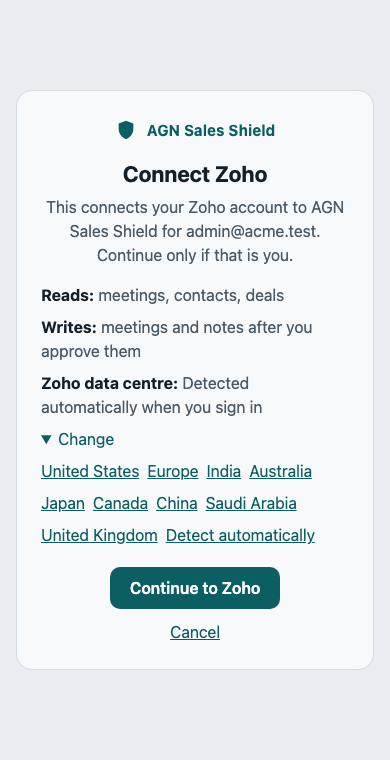 AGN Sales Shield
Connect Zoho
This connects your Zoho account to AGN
Sales Shield for admin@acme.test.
Continue only if that is you.
Reads: meetings, contacts, deals
Writes: meetings and notes after you
approve them
Zoho data centre: Detected
automatically when you sign in
▼ Change
United States Europe India Australia
Japan Canada China Saudi Arabia
United Kingdom Detect automatically
Continue to Zoho
Cancel